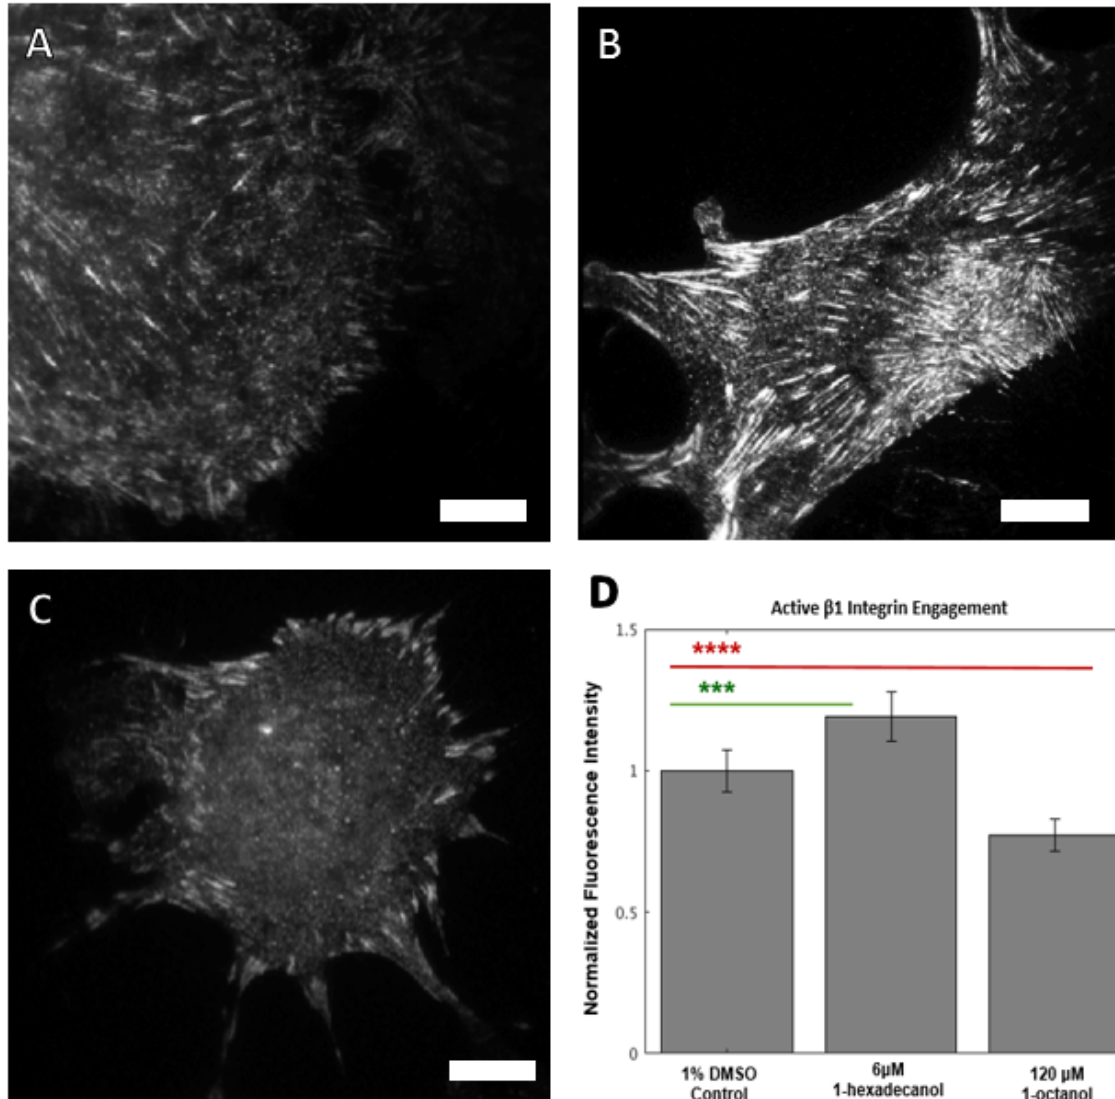 A
B
C
D
Active β1 Integrin Engagement
1.5
****
***
1
0.5
0
Normalized Fluorescence Intensity
1% DMSO
Control
6μM
1-hexadecanol
120 μM
1-octanol